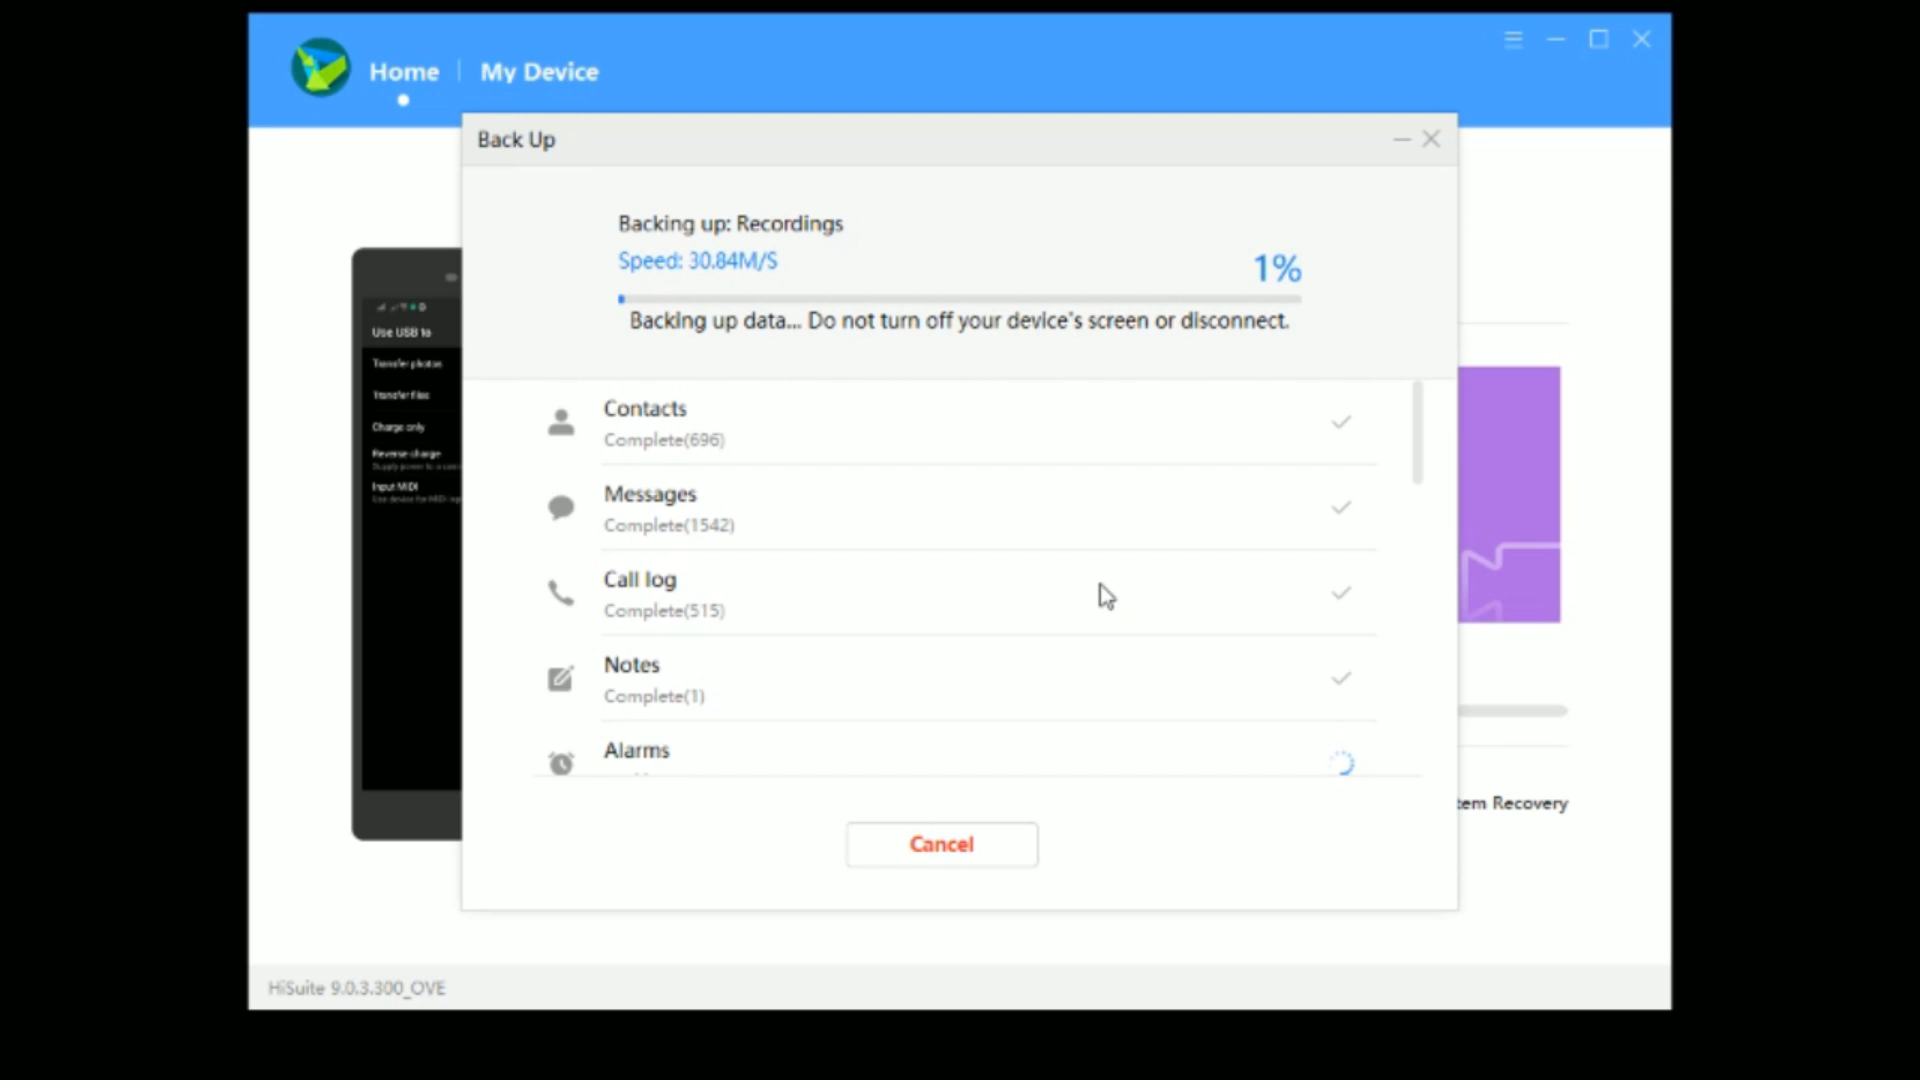 Home
My Device
Back Up
Backing up: Recordings
Speed: 30.84M/S
1%
Backing up data... Do not turn off your device's screen or disconnect.
Use USB to
Transfer photos
Transfer files
Charge only
Reverse charge
Input MIDI
Contacts
Complete(696)
Messages
Complete(1542)
Call log
Complete(515)
Notes
Complete(1)
Alarms
tem Recovery
Cancel
HiSuite 9.0.3.300_OVE